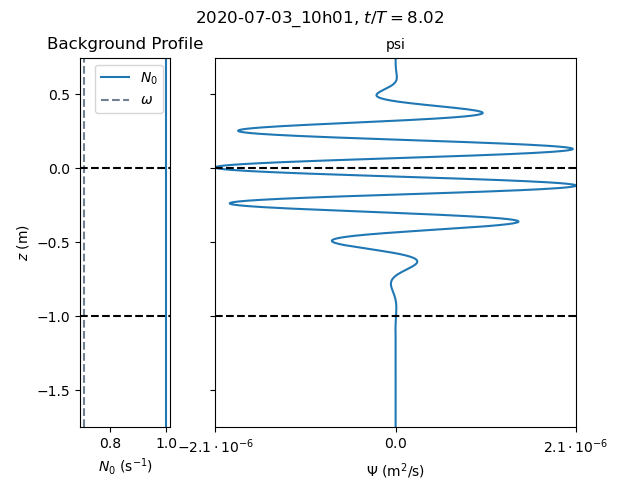 2020-07-03_10h01, t/T = 8.02
Background Profile
psi
N₀
ω
0.5
0.0
−0.5
−1.0
−1.5
z (m)
0.8
1.0
N₀ (s⁻¹)
−2.1·10⁻⁶
0.0
2.1·10⁻⁶
Ψ (m²/s)